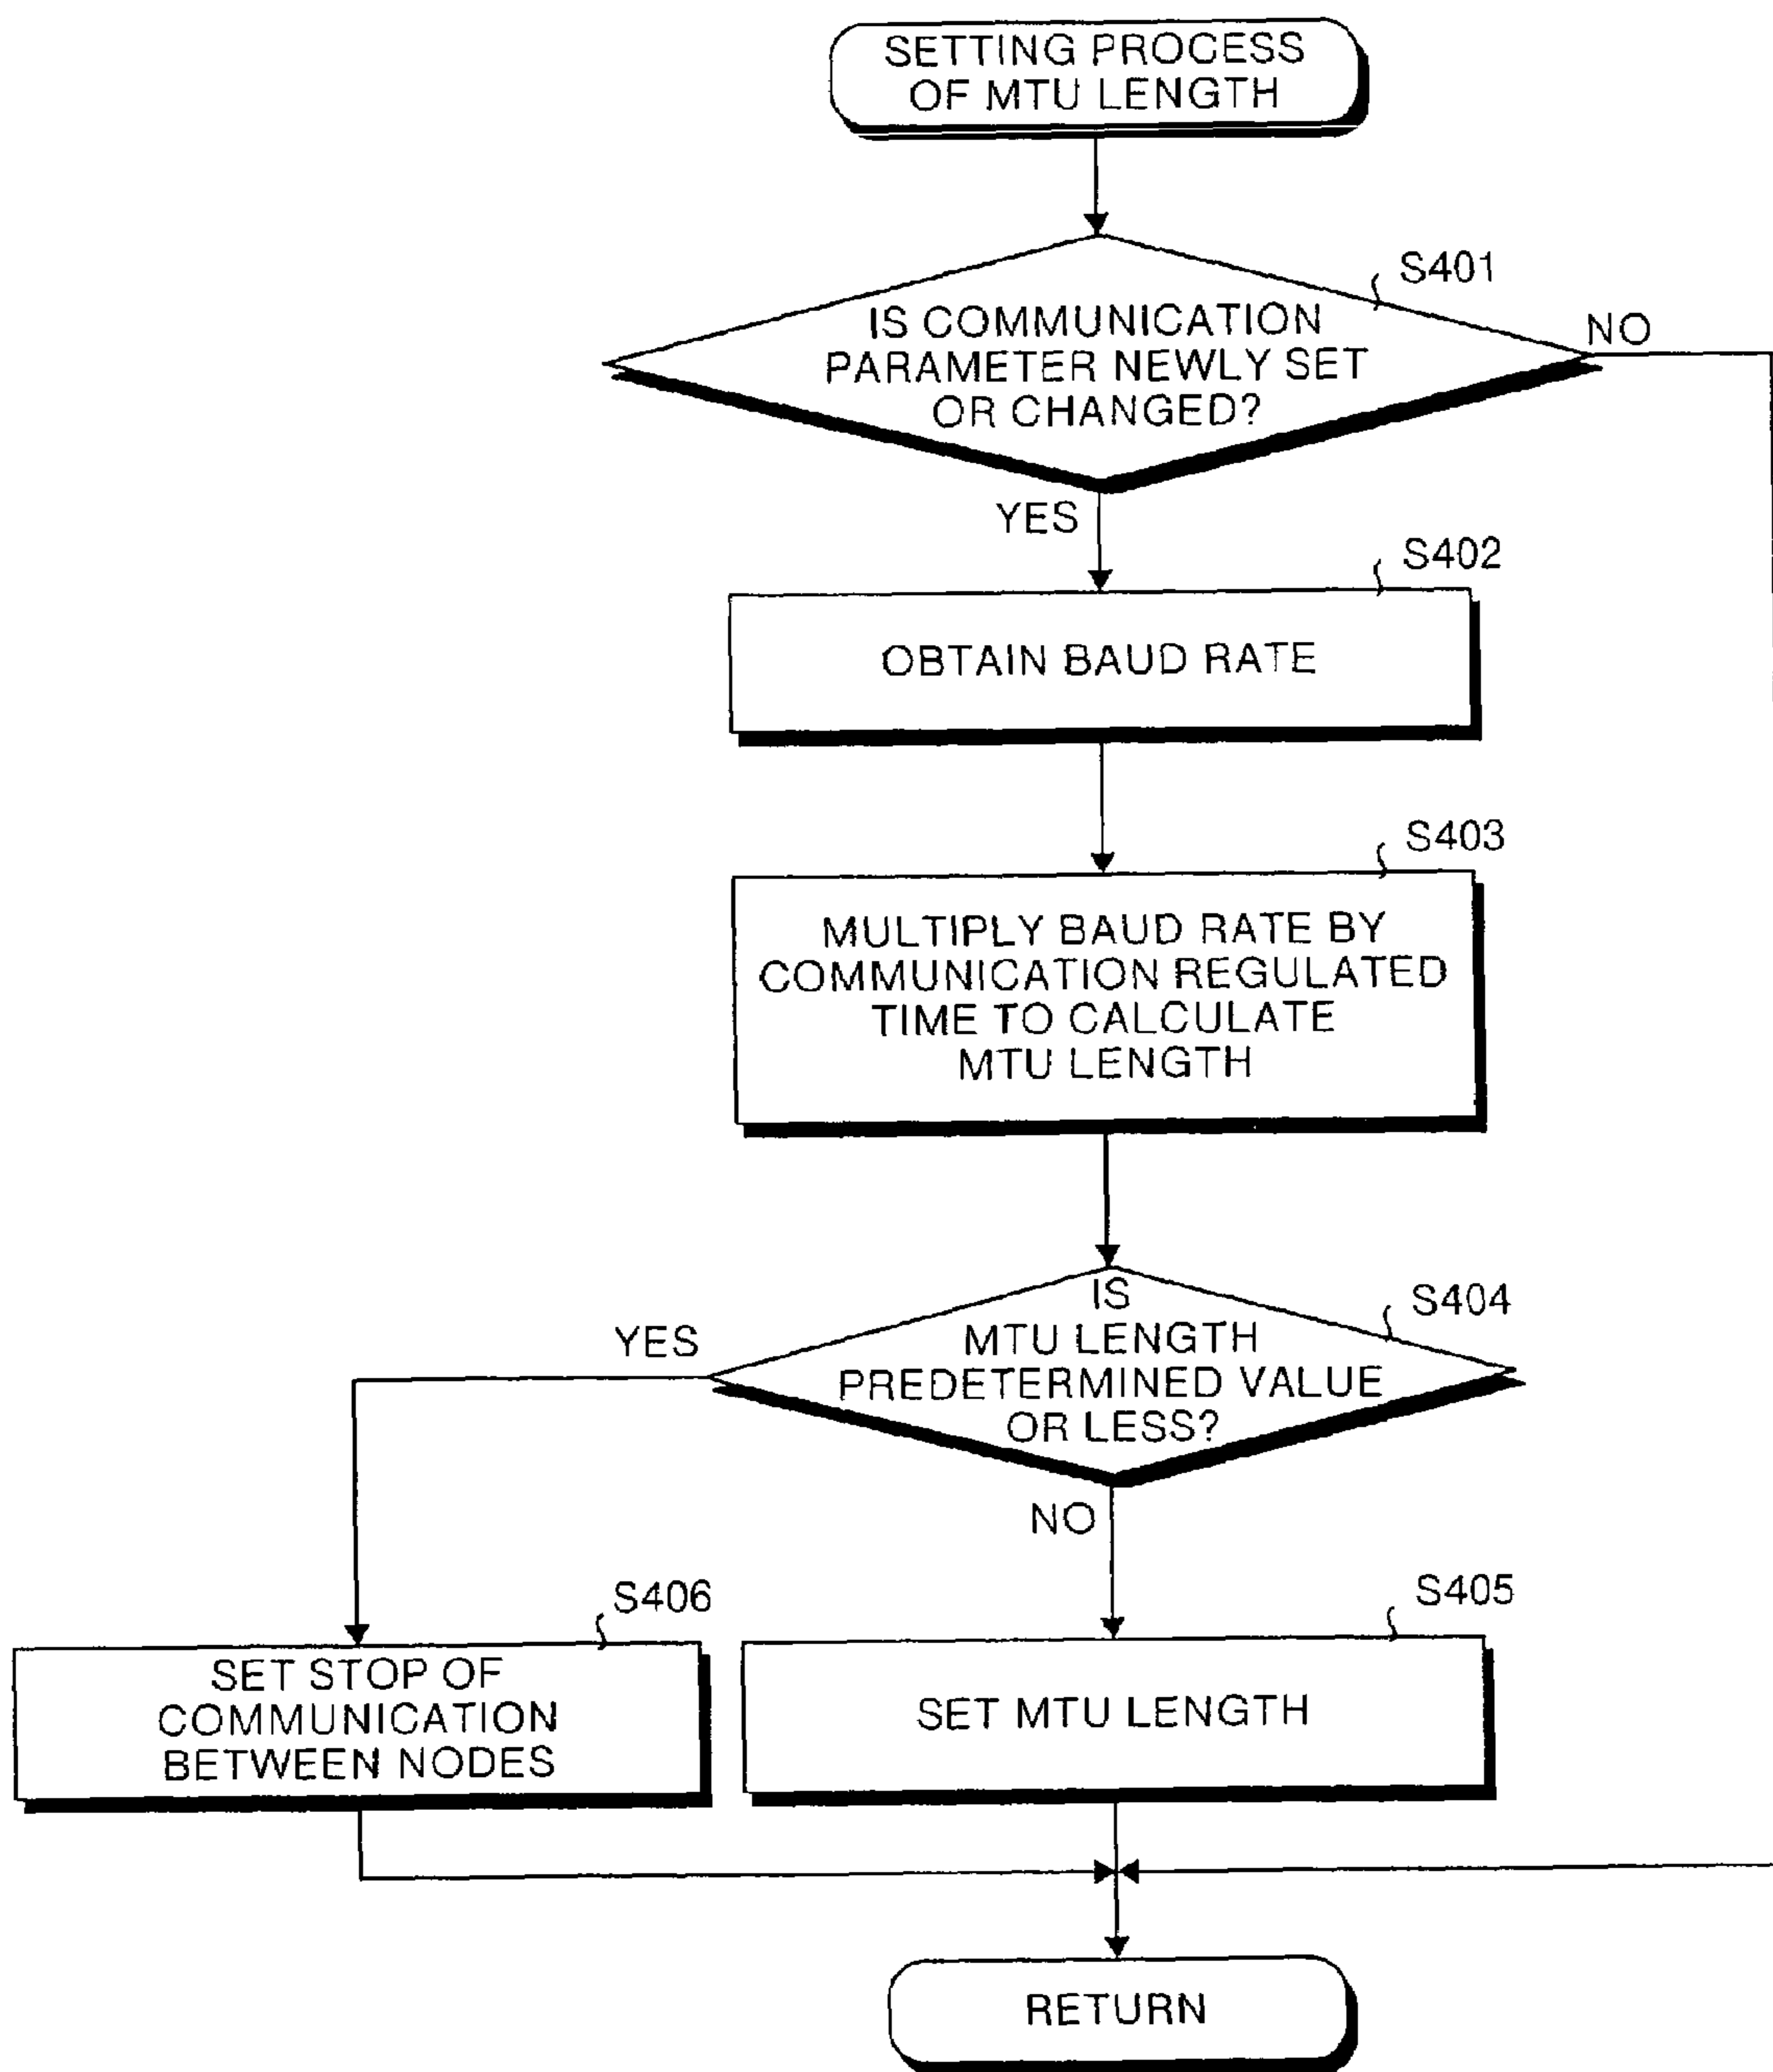 SETTING PROCESS
OF MTU LENGTH
S401
IS COMMUNICATION
PARAMETER NEWLY SET
OR CHANGED?
NO
YES
S402
OBTAIN BAUD RATE
S403
MULTIPLY BAUD RATE BY
COMMUNICATION REGULATED
TIME TO CALCULATE
MTU LENGTH
S404
IS
MTU LENGTH
PREDETERMINED VALUE
OR LESS?
YES
NO
S406
SET STOP OF
COMMUNICATION
BETWEEN NODES
S405
SET MTU LENGTH
RETURN